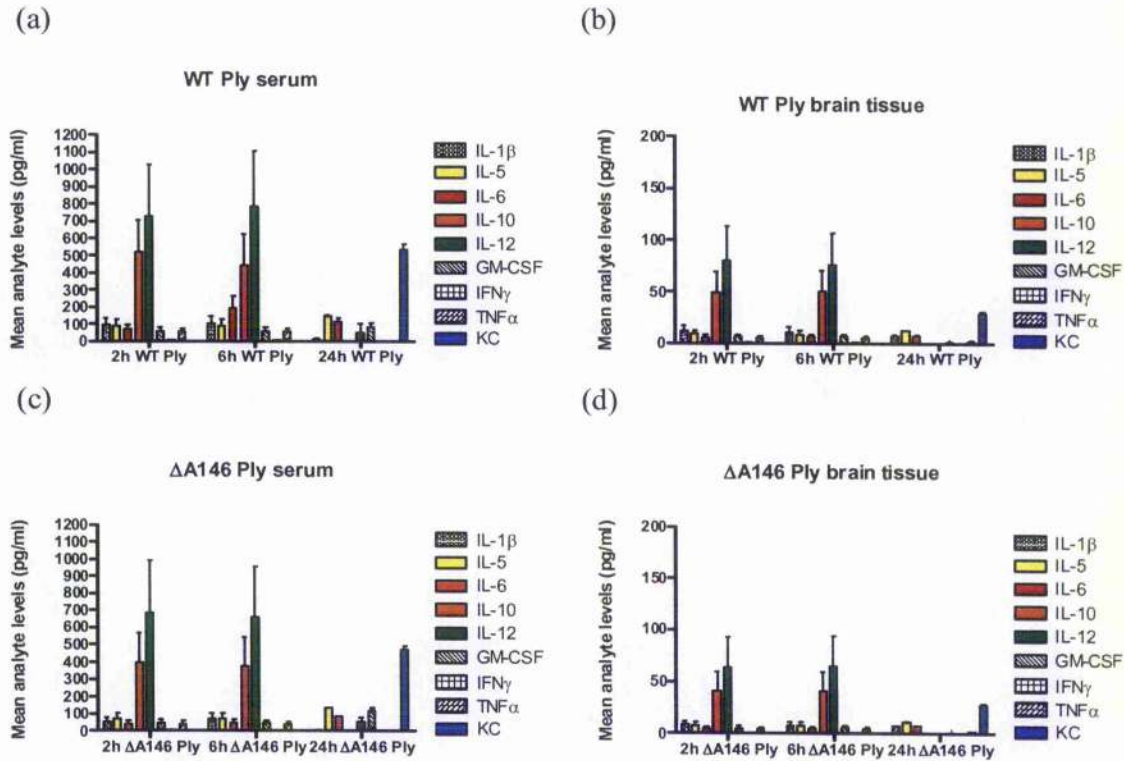 (a)
WT Ply serum
Mean analyte levels (pg/ml)
1200
1100
1000
900
800
700
600
500
400
300
200
100
0
2h WT Ply
6h WT Ply
24h WT Ply
IL-1β
IL-5
IL-6
IL-10
IL-12
GM-CSF
IFNγ
TNFα
KC
(b)
WT Ply brain tissue
Mean analyte levels (pg/ml)
200
150
100
50
0
2h WT Ply
6h WT Ply
24h WT Ply
IL-1β
IL-5
IL-6
IL-10
IL-12
GM-CSF
IFNγ
TNFα
KC
(c)
ΔA146 Ply serum
Mean analyte levels (pg/ml)
1200
1100
1000
900
800
700
600
500
400
300
200
100
0
2h ΔA146 Ply
6h ΔA146 Ply
24h ΔA146 Ply
IL-1β
IL-5
IL-6
IL-10
IL-12
GM-CSF
IFNγ
TNFα
KC
(d)
ΔA146 Ply brain tissue
Mean analyte levels (pg/ml)
200
150
100
50
0
2h ΔA146 Ply
6h ΔA146 Ply
24h ΔA146 Ply
IL-1β
IL-5
IL-6
IL-10
IL-12
GM-CSF
IFNγ
TNFα
KC